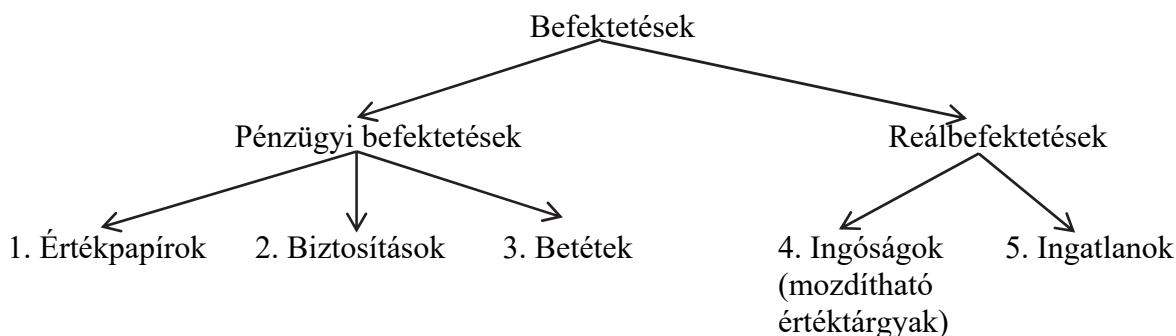 Befektetések
Pénzügyi befektetések
Reálbefektetések
1. Értékpapírok
2. Biztosítások
3. Betétek
4. Ingóságok
(mozdítható
értéktárgyak)
5. Ingatlanok